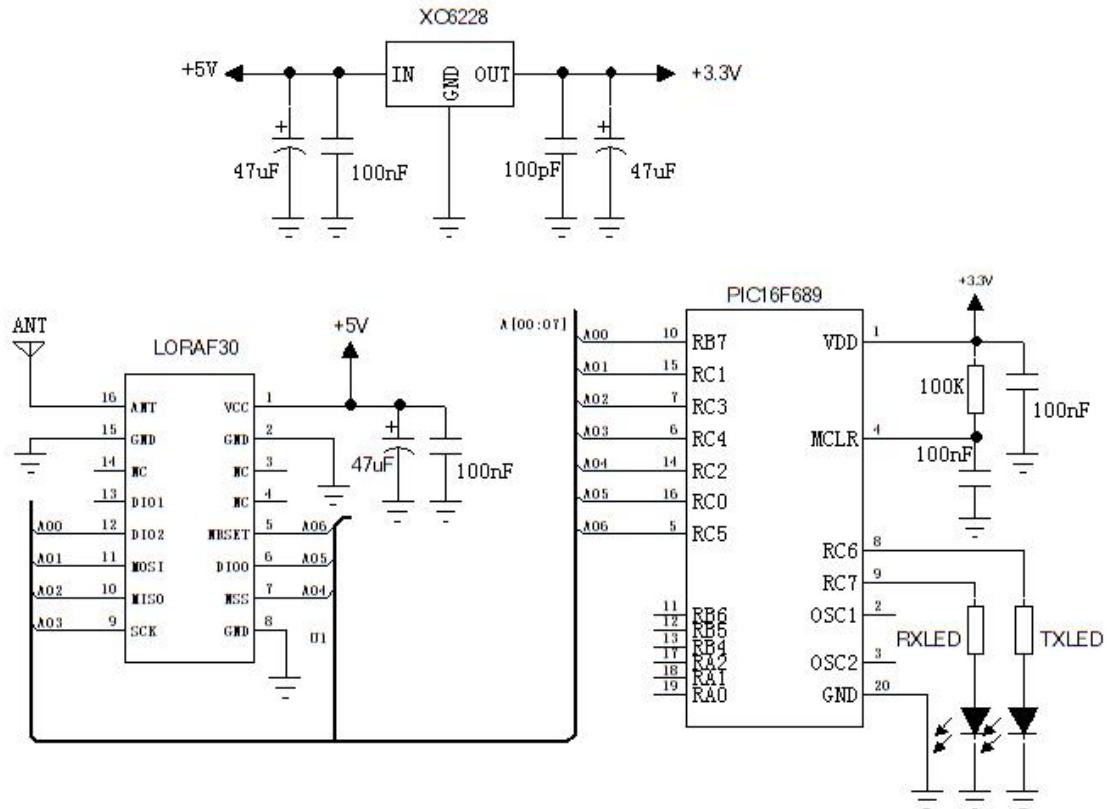 XC6228
+5V
IN
GND
OUT
+3.3V
+
47uF
100nF
100pF
+
47uF
ANT
LORAF30
+5V
16 ANT
VCC 1
15 GND
GND 2
14 NC
NC 3
13 DIO1
NC 4
A00 12 DIO2
NRSET 5 A06
A01 11 MOSI
DIO0 6 A05
A02 10 MISO
NSS 7 A04
A03 9 SCK
GND 8
U1
+
47uF
100nF
A[00:07]
PIC16F689
+3.3V
A00 10 RB7
VDD 1
A01 15 RC1
A02 7 RC3
A03 6 RC4
MCLR 4
A04 14 RC2
A05 16 RC0
A06 5 RC5
100K
100nF
100nF
RC6 8
RC7 9
11 RB6
OSC1 2
12 RB5
13 RB4
17 RA2
OSC2 3
18 RA1
19 RA0
GND 20
RXLED
TXLED